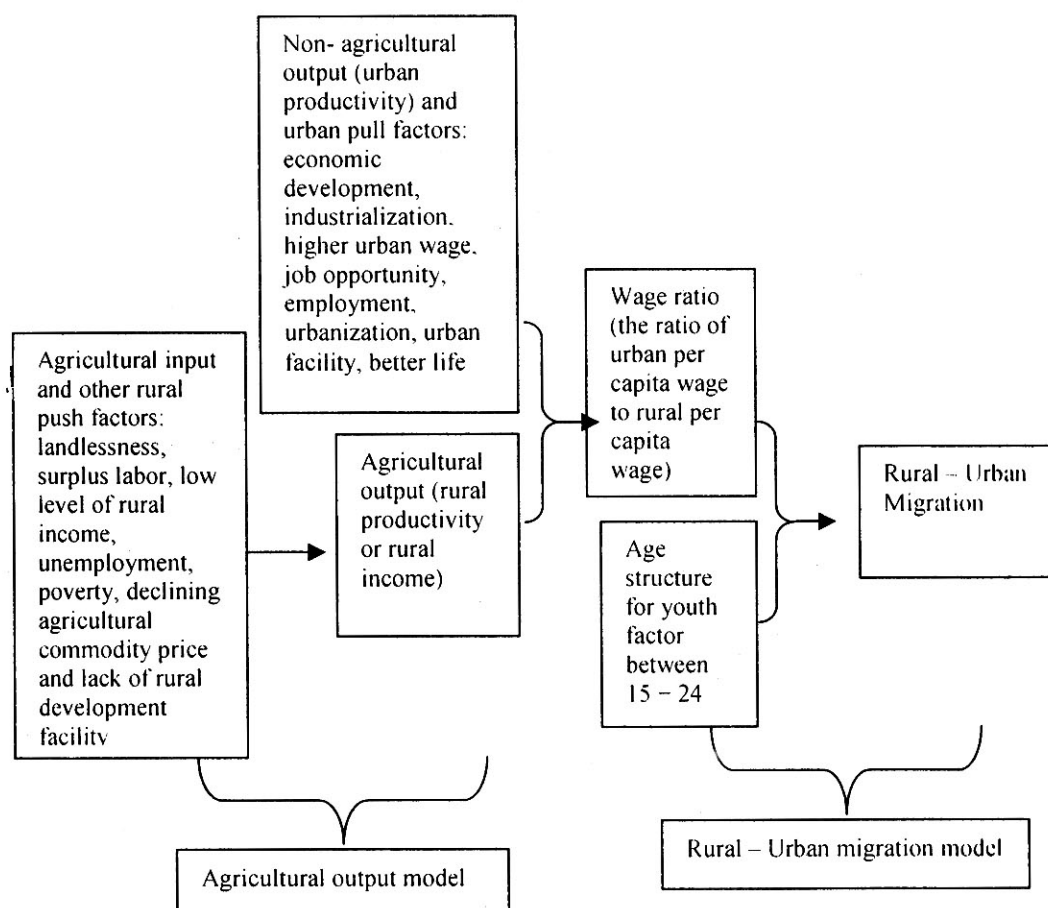 Non- agricultural
output (urban
productivity) and
urban pull factors:
economic
development,
industrialization.
higher urban wage.
job opportunity,
employment,
urbanization, urban
facility, better life
Agricultural input
and other rural
push factors:
landlessness,
surplus labor, low
level of rural
income,
unemployment,
poverty, declining
agricultural
commodity price
and lack of rural
development
facility
Agricultural
output (rural
productivity
or rural
income)
Wage ratio
(the ratio of
urban per
capita wage
to rural per
capita
wage)
Age
structure
for youth
factor
between
15 – 24
Rural – Urban
Migration
Agricultural output model
Rural – Urban migration model